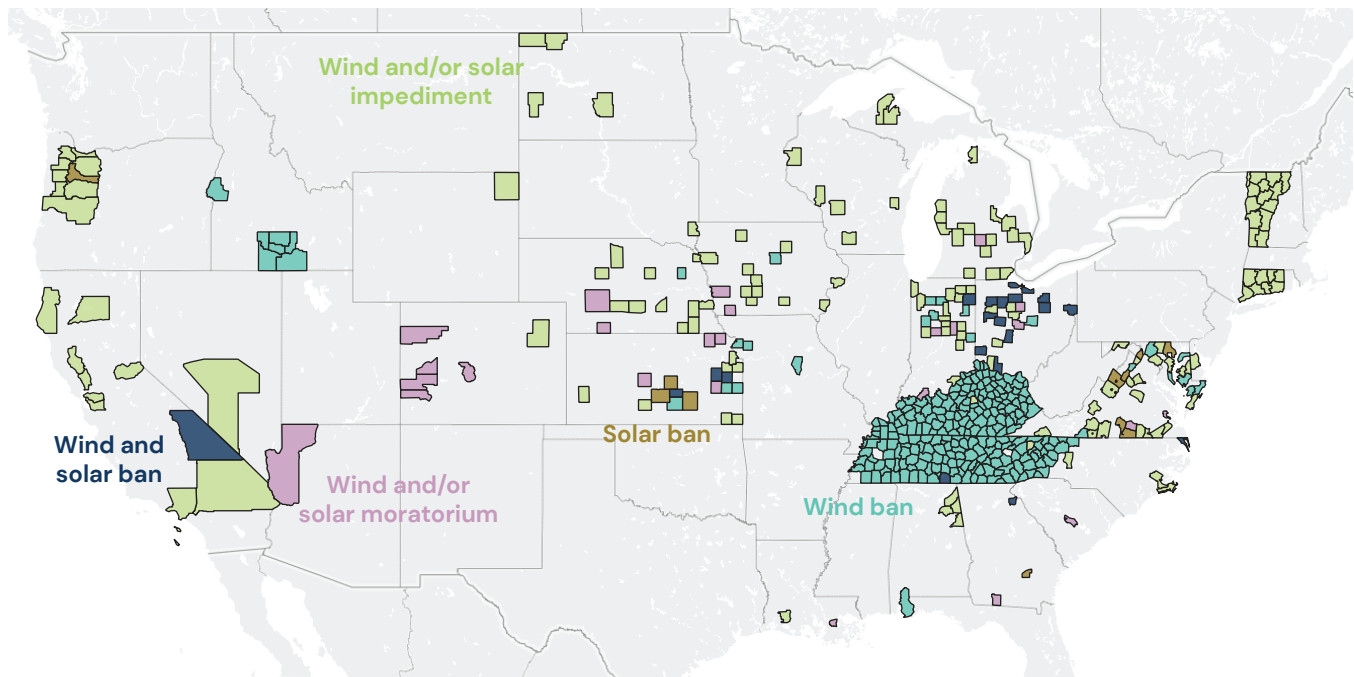 Wind and/or solar
impediment
Wind and
solar ban
Solar ban
Wind and/or
solar moratorium
Wind ban